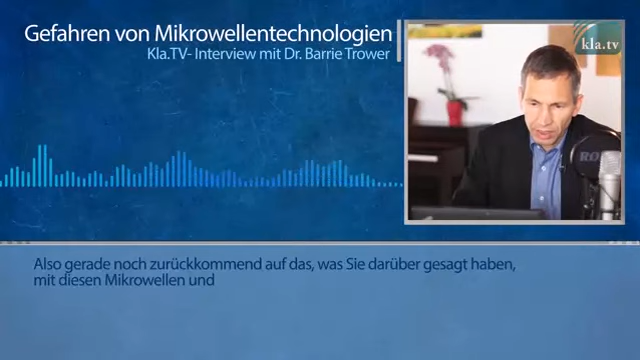 Gefahren von Mikrowellentechnologien
Kla.TV- Interview mit Dr. Barrie Trower
kla.tv
Also gerade noch zurückkommend auf das, was Sie darüber gesagt haben,
mit diesen Mikrowellen und